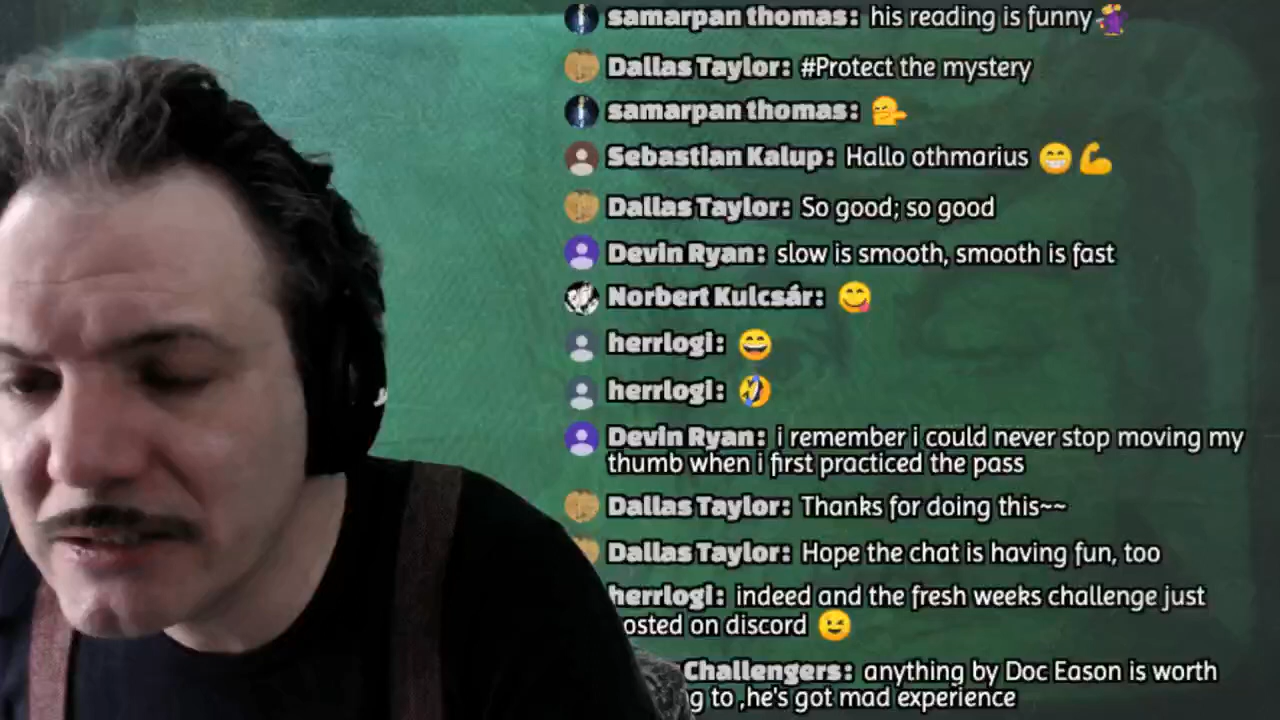 samarpan thomas: his reading is funny
Dallas Taylor: #Protect the mystery
samarpan thomas:
Sebastian Kalup: Hallo othmarius 😁💪
Dallas Taylor: So good; so good
Devin Ryan: slow is smooth, smooth is fast
Norbert Kulcsár: 😋
herrlogi: 😄
herrlogi: 🤣
Devin Ryan: i remember i could never stop moving my
thumb when i first practiced the pass
Dallas Taylor: Thanks for doing this~~
Dallas Taylor: Hope the chat is having fun, too
herrlogi: indeed and the fresh weeks challenge just
osted on discord 😉
Challengers: anything by Doc Eason is worth
g to ,he's got mad experience